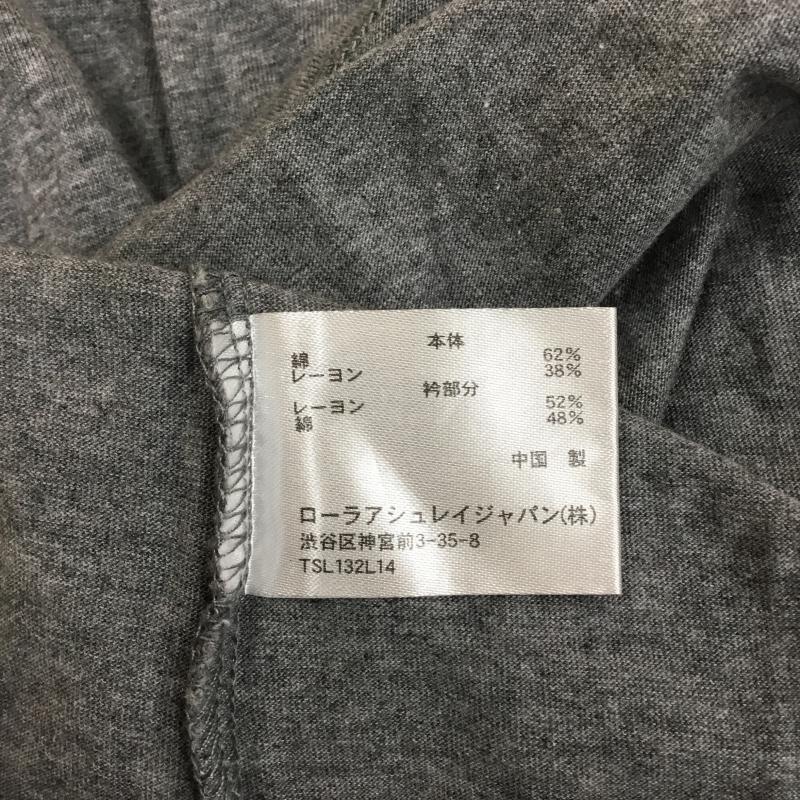 本体
綿 62%
レーヨン 38%
衿部分
レーヨン 52%
綿 48%
中国 製
ローラアシュレイジャパン(株)
渋谷区神宮前3-35-8
TSL132L14